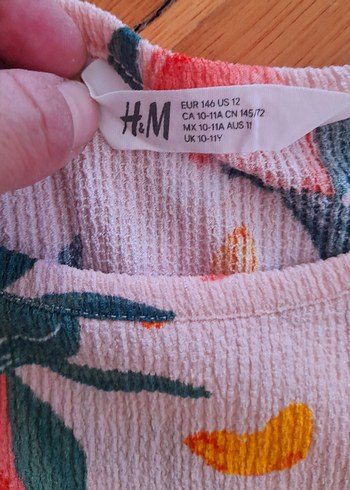 H&M
EUR 146 US 12
CA 10-11A CN 145/72
MX 10-11A AUS 11
UK 10-11Y